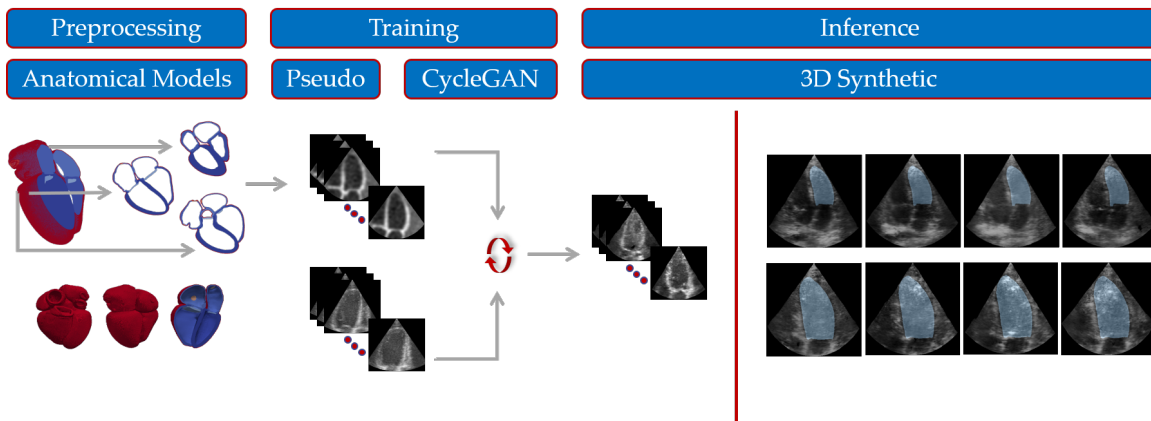 Preprocessing
Training
Inference
Anatomical Models
Pseudo
CycleGAN
3D Synthetic